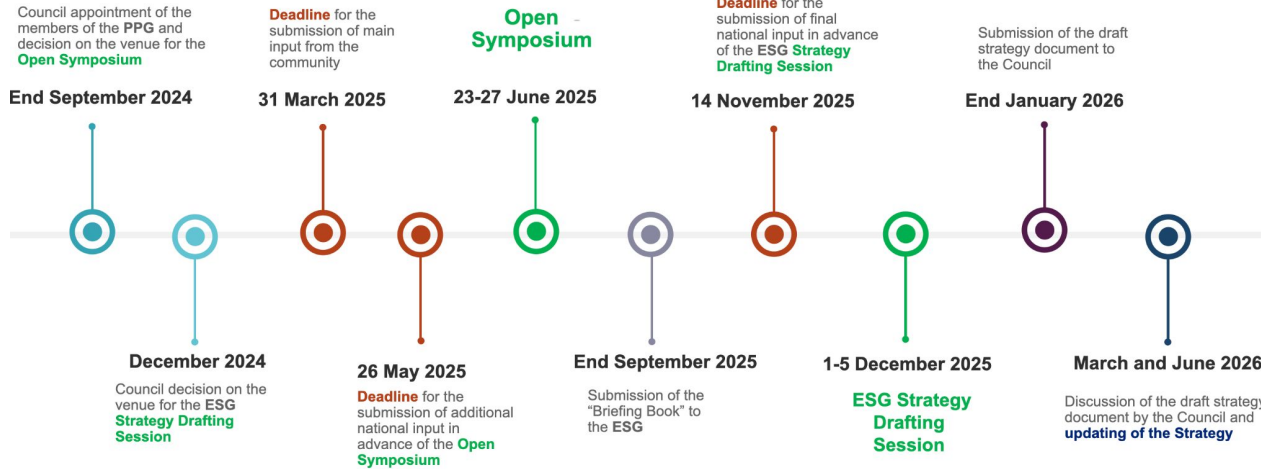 Council appointment of the
members of the PPG and
decision on the venue for the
Open Symposium
End September 2024
Deadline for the
submission of main
input from the
community
31 March 2025
Open -
Symposium
23-27 June 2025
Deadline for the
submission of final
national input in advance
of the ESG Strategy
Drafting Session
14 November 2025
Submission of the draft
strategy document to
the Council
End January 2026
December 2024
Council decision on the
venue for the ESG
Strategy Drafting
Session
26 May 2025
Deadline for the
submission of additional
national input in
advance of the Open
Symposium
End September 2025
Submission of the
“Briefing Book” to
the ESG
1-5 December 2025
ESG Strategy
Drafting
Session
March and June 2026
Discussion of the draft strategy
document by the Council and
updating of the Strategy